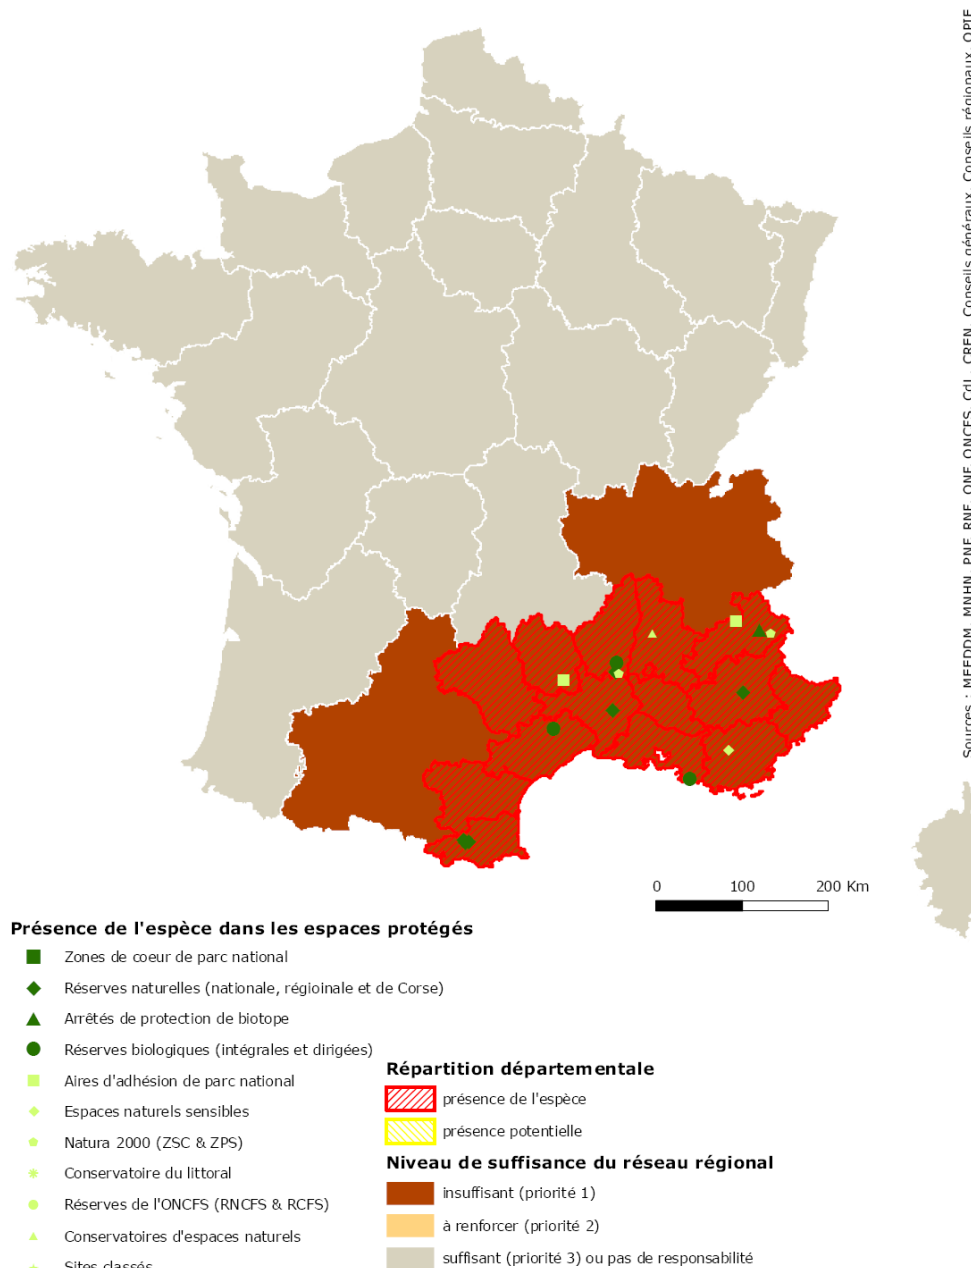 Sources : MEEDDM, MNHN, PNF, RNF, ONF, ONCFS, CdL, CREN, Conseils généraux, Conseils régionaux, OPIE
0 100 200 Km
Présence de l'espèce dans les espaces protégés
Zones de coeur de parc national
Réserves naturelles (nationale, régioinale et de Corse)
Arrêtés de protection de biotope
Réserves biologiques (intégrales et dirigées)
Aires d'adhésion de parc national
Espaces naturels sensibles
Natura 2000 (ZSC & ZPS)
Conservatoire du littoral
Réserves de l'ONCFS (RNCFS & RCFS)
Conservatoires d'espaces naturels
Sites classés
Répartition départementale
présence de l'espèce
présence potentielle
Niveau de suffisance du réseau régional
insuffisant (priorité 1)
à renforcer (priorité 2)
suffisant (priorité 3) ou pas de responsabilité